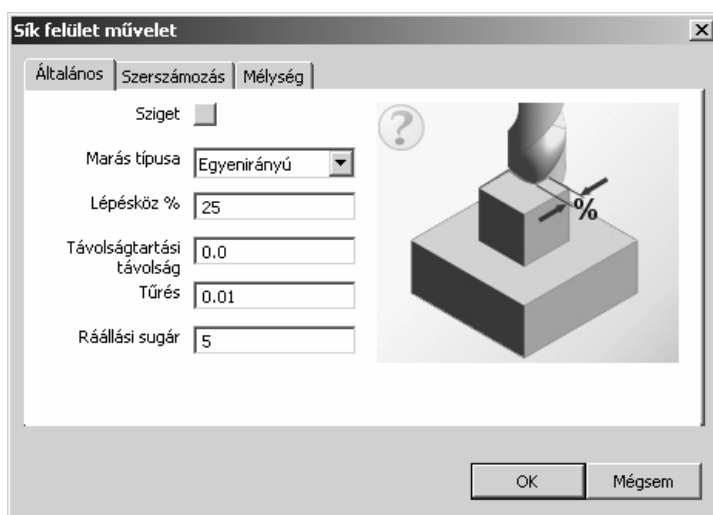 Sík felület művelet
Általános Szerszámozás Mélység
Sziget
Marás típusa Egyenirányú
Lépésköz % 25
Távolságtartási
távolság 0.0
Tűrés 0.01
Ráállási sugár 5
?
%
OK Mégsem